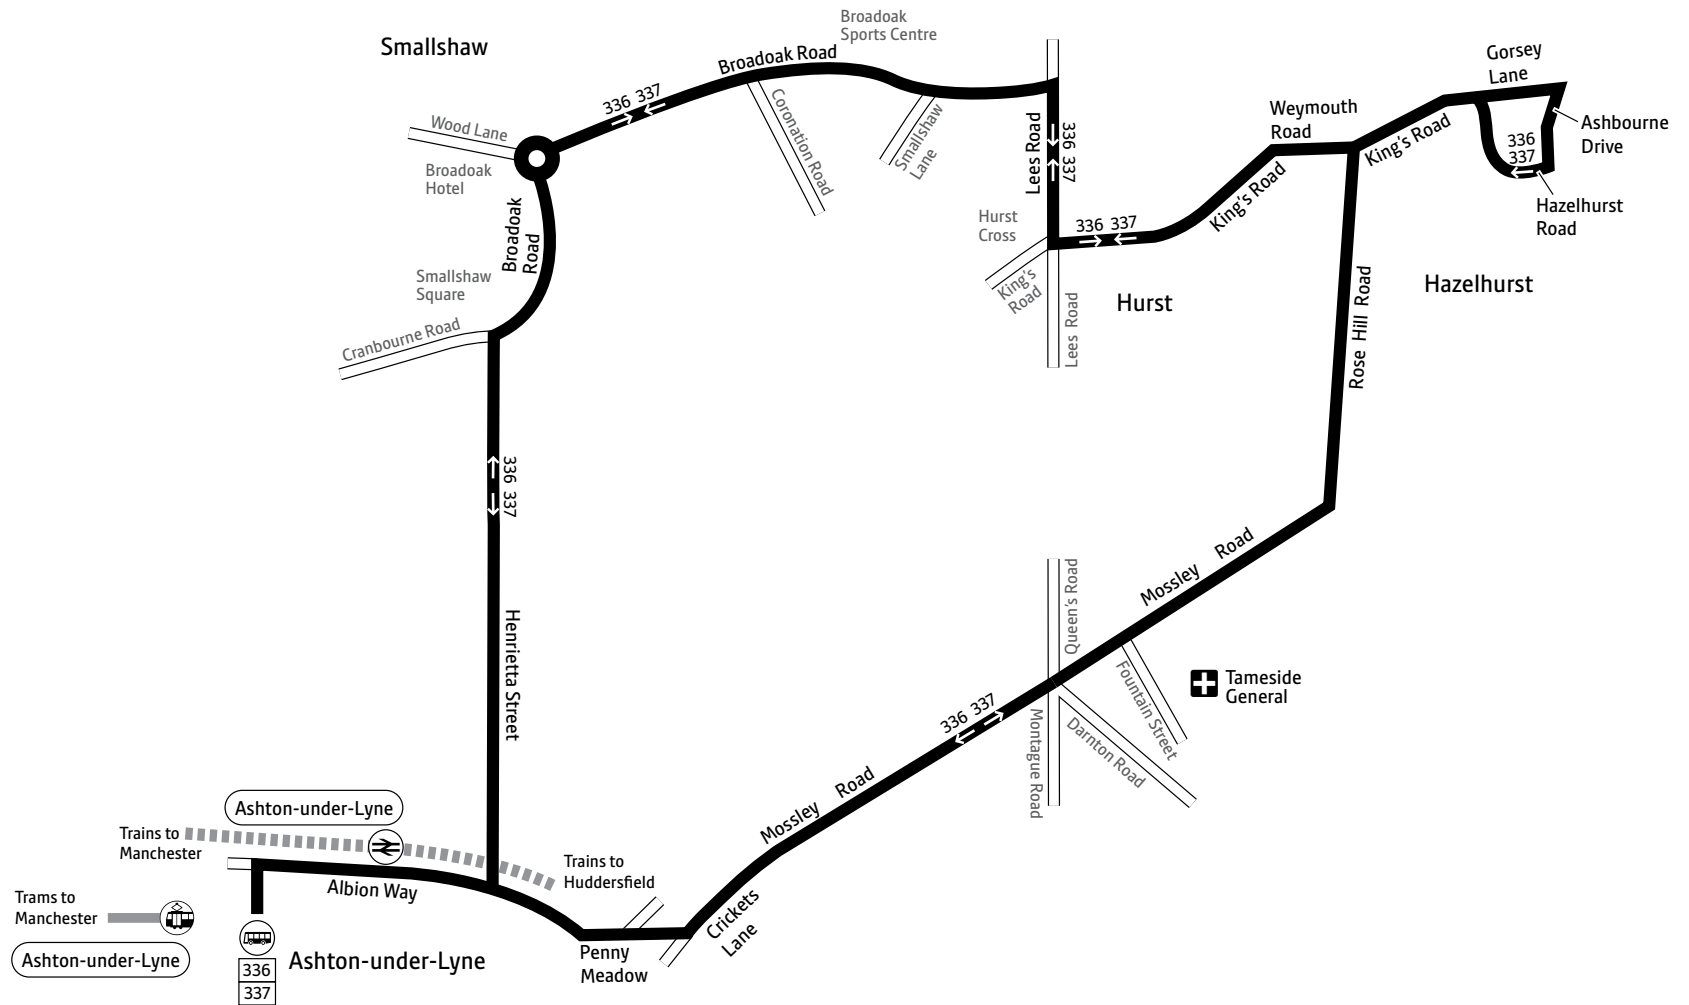 Smallshaw
Broadoak
Sports Centre
Broadoak Road
336 337
Wood Lane
Broadoak
Hotel
Coronation Road
Smallshaw
Lane
Lees Road
336 337
Gorsey
Lane
Weymouth
Road
King's Road
Ashbourne
Drive
336
337
Hazelhurst
Road
Broadoak
Road
Hurst
Cross
336 337
King's Road
King's
Road
Smallshaw
Square
Cranbourne Road
Hurst
Lees Road
Hazelhurst
Rose Hill Road
336 337
Henrietta Street
Mossley Road
Queen's Road
Fountain Street
Tameside
General
336 337
Montague Road
Darnton Road
Mossley Road
Ashton-under-Lyne
Trains to
Manchester
Trains to
Huddersfield
Albion Way
Crickets
Lane
Trams to
Manchester
Ashton-under-Lyne
336
337
Ashton-under-Lyne
Penny
Meadow